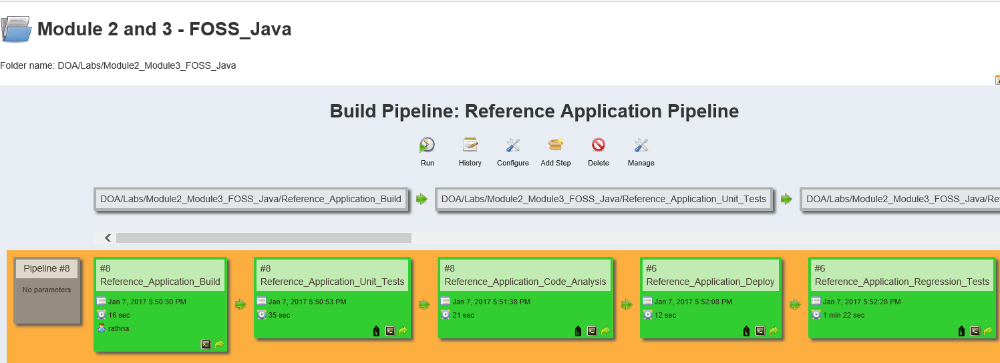 Module 2 and 3 - FOSS_Java
Folder name: DOA/Labs/Module2_Module3_FOSS_Java
Build Pipeline: Reference Application Pipeline
Run History Configure Add Step Delete Manage
DOA/Labs/Module2_Module3_FOSS_Java/Reference_Application_Build
DOA/Labs/Module2_Module3_FOSS_Java/Reference_Application_Unit_Tests
DOA/Labs/Module2_Module3_FOSS_Java/Re
Pipeline #8
No parameters
#8
Reference_Application_Build
Jan 7, 2017 5:50:30 PM
16 sec
rathna
#8
Reference_Application_Unit_Tests
Jan 7, 2017 5:50:53 PM
35 sec
#8
Reference_Application_Code_Analysis
Jan 7, 2017 5:51:38 PM
21 sec
#6
Reference_Application_Deploy
Jan 7, 2017 5:52:08 PM
12 sec
#6
Reference_Application_Regression_Tests
Jan 7, 2017 5:52:28 PM
1 min 22 sec